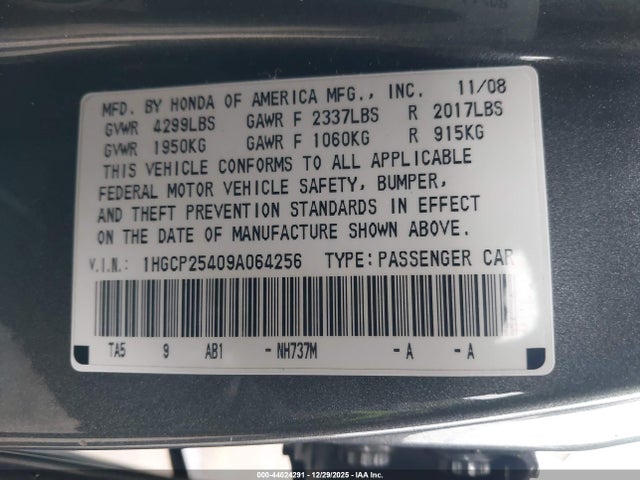 MFD. BY HONDA OF AMERICA MFG., INC. 11/08
GVWR 4299LBS GAWR F 2337LBS R 2017LBS
GVWR 1950KG GAWR F 1060KG R 915KG
THIS VEHICLE CONFORMS TO ALL APPLICABLE
FEDERAL MOTOR VEHICLE SAFETY, BUMPER,
AND THEFT PREVENTION STANDARDS IN EFFECT
ON THE DATE OF MANUFACTURE SHOWN ABOVE.
V.I.N.: 1HGCP25409A064256 TYPE: PASSENGER CAR
TA5 9 AB1 - NH737M - A - A
000-44624291 - 12/29/2025 - IAA Inc.